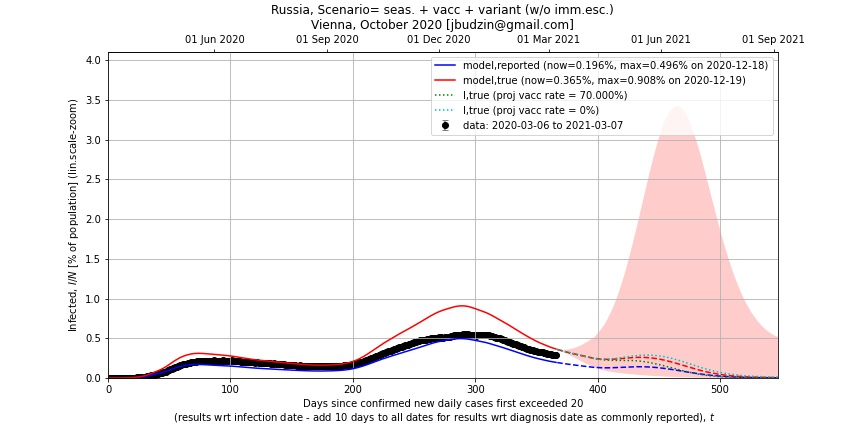 Russia, Scenario= seas. + vacc + variant (w/o imm.esc.)
Vienna, October 2020 [jbudzin@gmail.com]
01 Jun 2020 01 Sep 2020 01 Dec 2020 01 Mar 2021 01 Jun 2021 01 Sep 2021
model,reported (now=0.196%, max=0.496% on 2020-12-18)
model,true (now=0.365%, max=0.908% on 2020-12-19)
I,true (proj vacc rate = 70.000%)
I,true (proj vacc rate = 0%)
data: 2020-03-06 to 2021-03-07
Infected, I/N [% of population] (lin.scale-zoom)
4.0
3.5
3.0
2.5
2.0
1.5
1.0
0.5
0.0
0 100 200 300 400 500
Days since confirmed new daily cases first exceeded 20
(results wrt infection date - add 10 days to all dates for results wrt diagnosis date as commonly reported), t